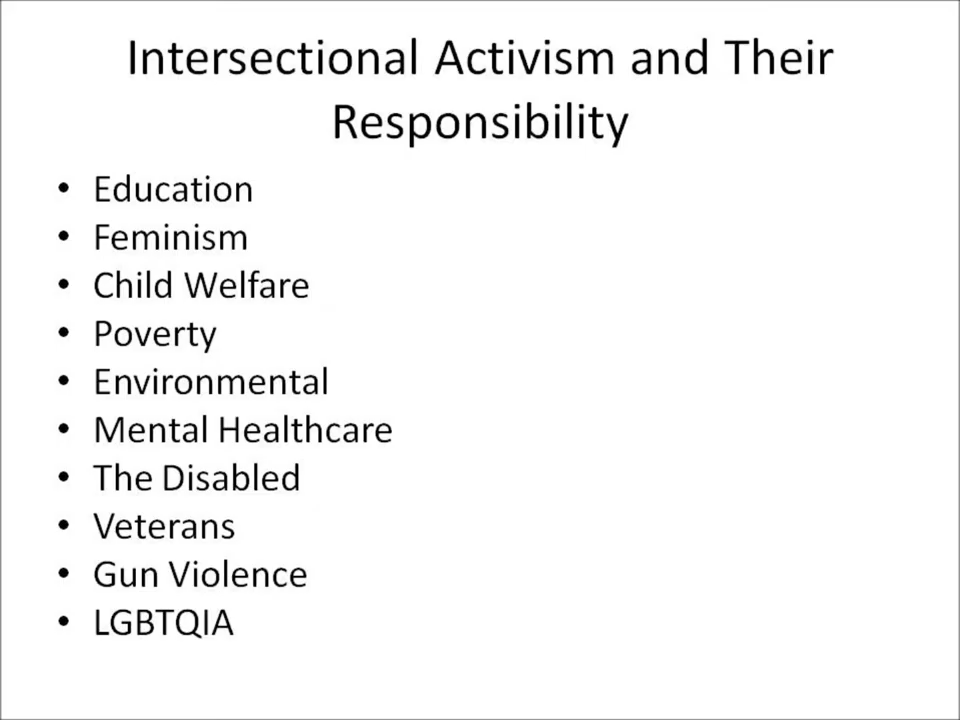 Intersectional Activism and Their
Responsibility
• Education
• Feminism
• Child Welfare
• Poverty
• Environmental
• Mental Healthcare
• The Disabled
• Veterans
• Gun Violence
• LGBTQIA